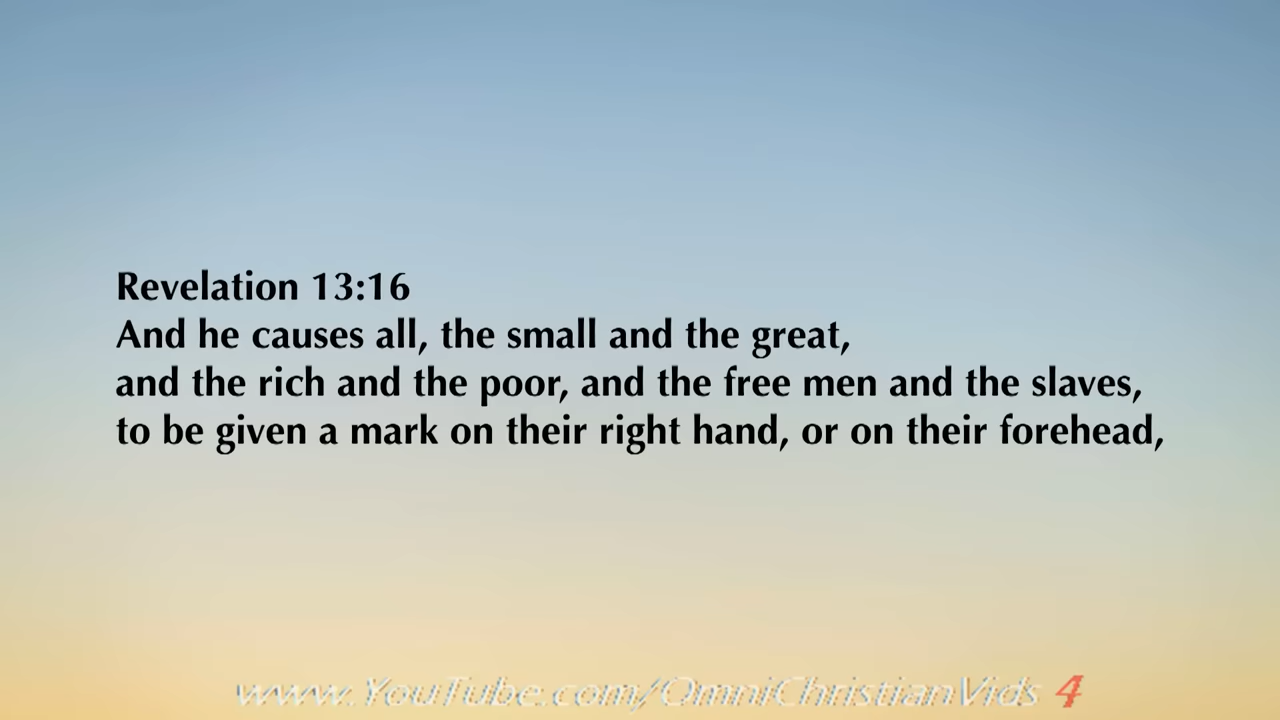 Revelation 13:16
And he causes all, the small and the great,
and the rich and the poor, and the free men and the slaves,
to be given a mark on their right hand, or on their forehead,
www.YouTube.com/OmniChristianVids 4